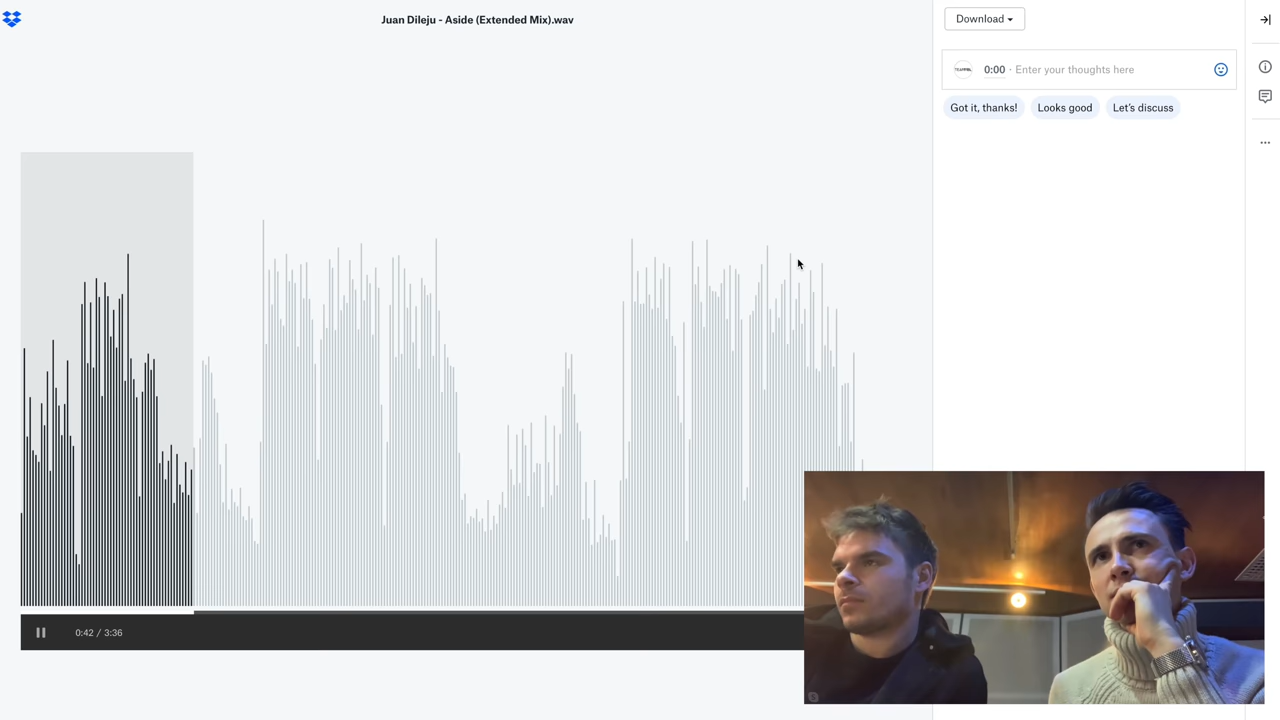 Juan Dileju - Aside (Extended Mix).wav
Download
0:00 · Enter your thoughts here
Got it, thanks!
Looks good
Let's discuss
0:42 / 3:36